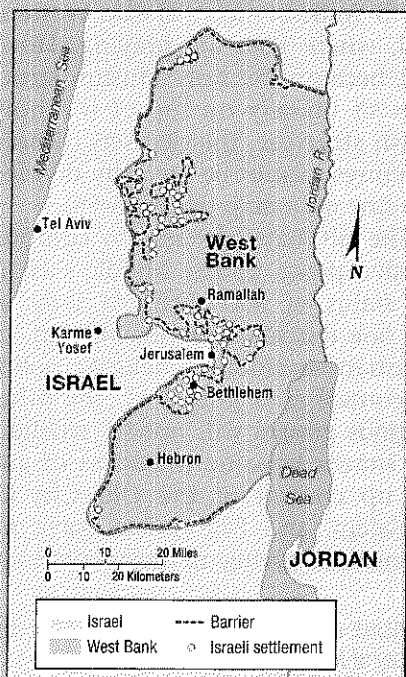 Mediterranean Sea
Jordan R.
Tel Aviv
West
Bank
N
Ramallah
Karme
Yosef
Jerusalem
ISRAEL
Bethlehem
Hebron
Dead
Sea
0 10 20 Miles
0 10 20 Kilometers
JORDAN
Israel
Barrier
West Bank
Israeli settlement